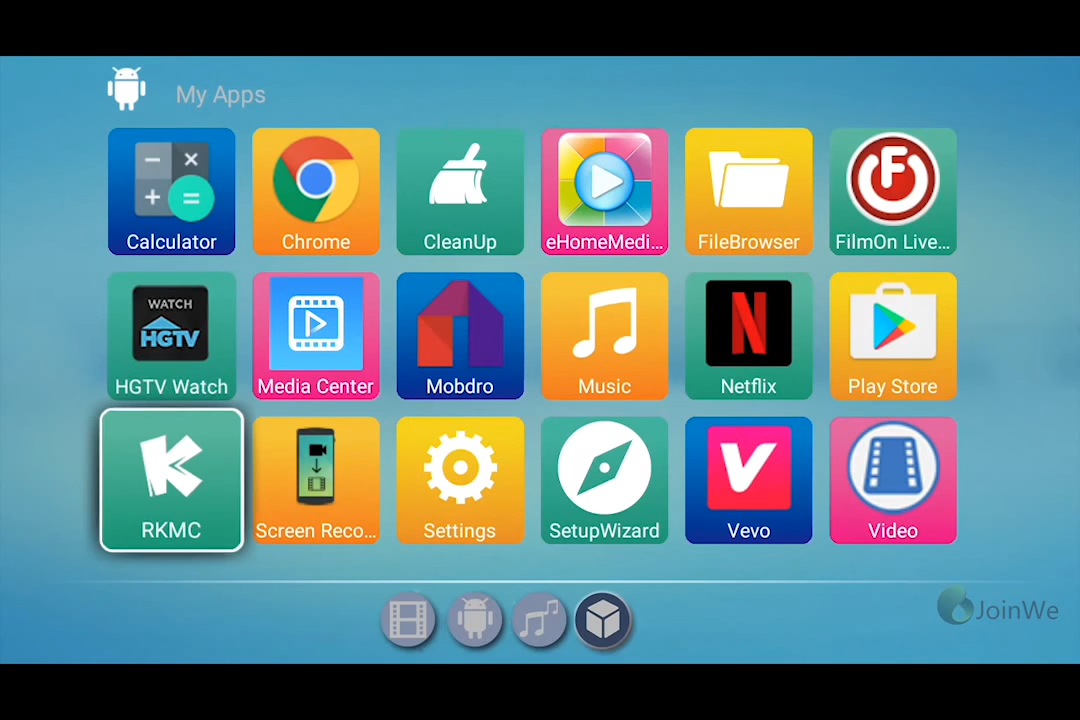 My Apps
Calculator
Chrome
CleanUp
eHomeMedi...
FileBrowser
F
FilmOn Live...
WATCH
HGTV
HGTV Watch
Media Center
Mobdro
Music
N
Netflix
Play Store
K
RKMC
Screen Reco...
Settings
SetupWizard
V
Vevo
Video
JoinWe